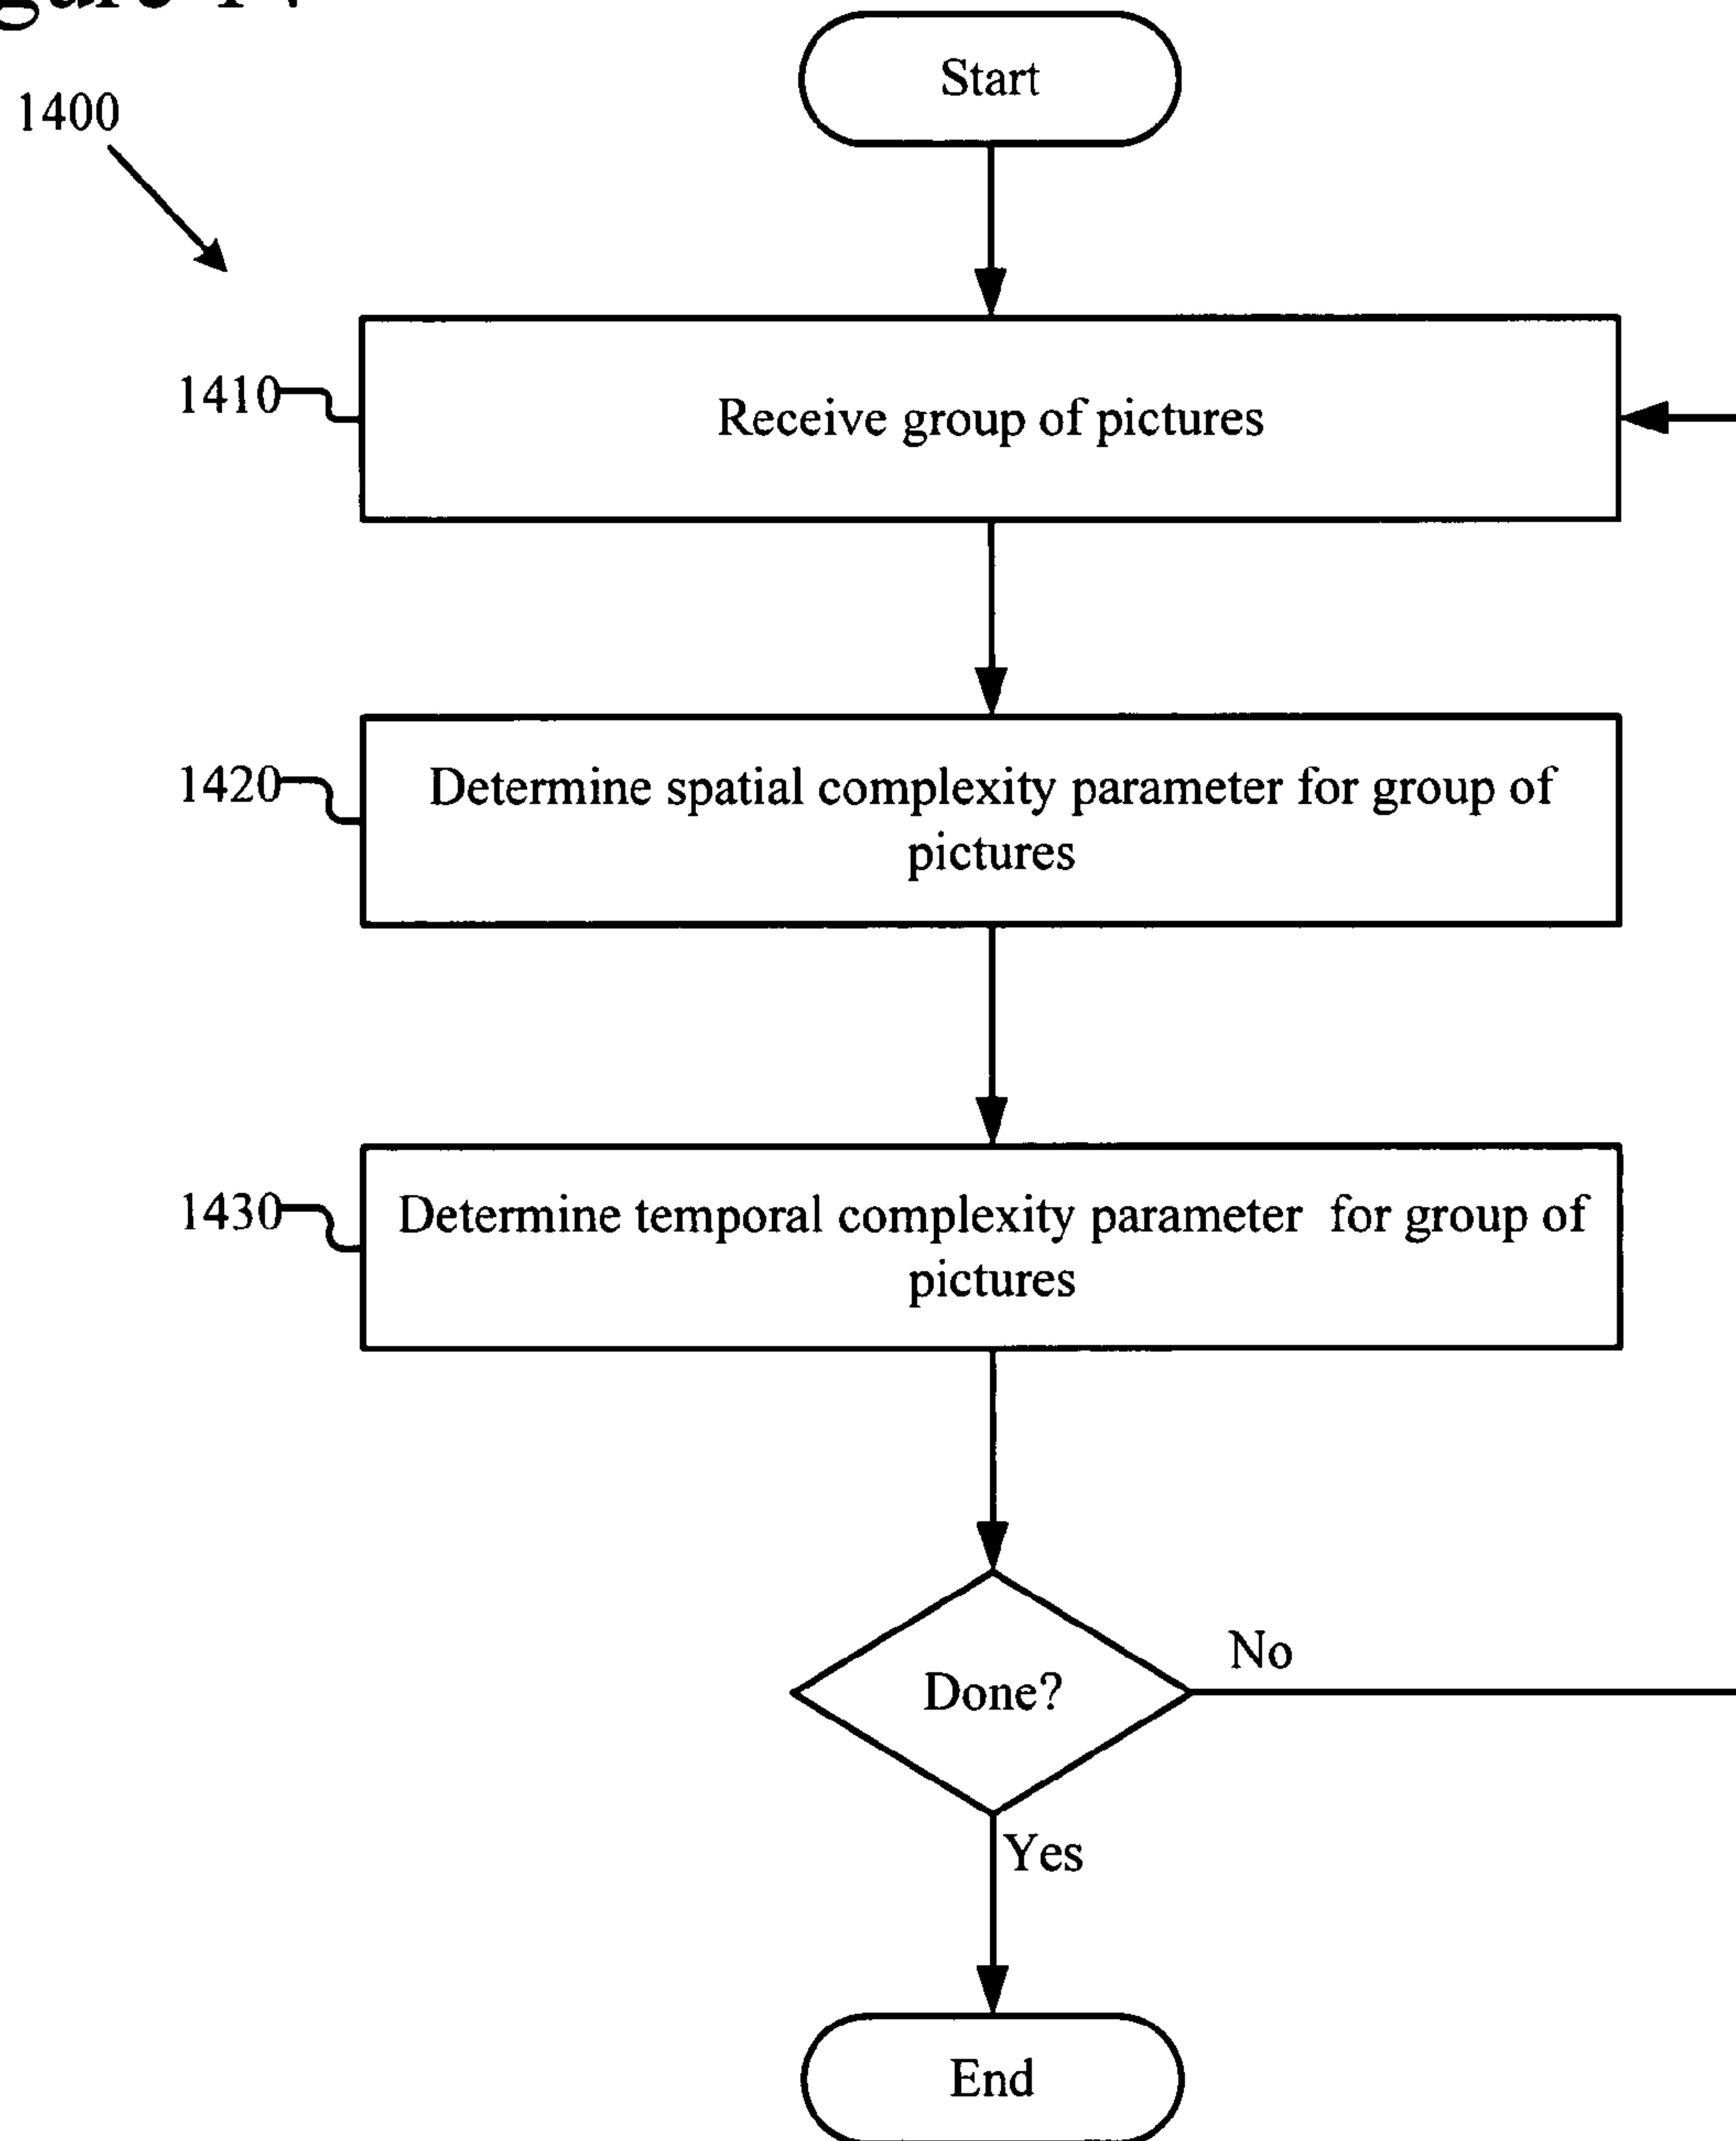 1400
Start
1410
Receive group of pictures
1420
Determine spatial complexity parameter for group of
pictures
1430
Determine temporal complexity parameter for group of
pictures
Done?
No
Yes
End